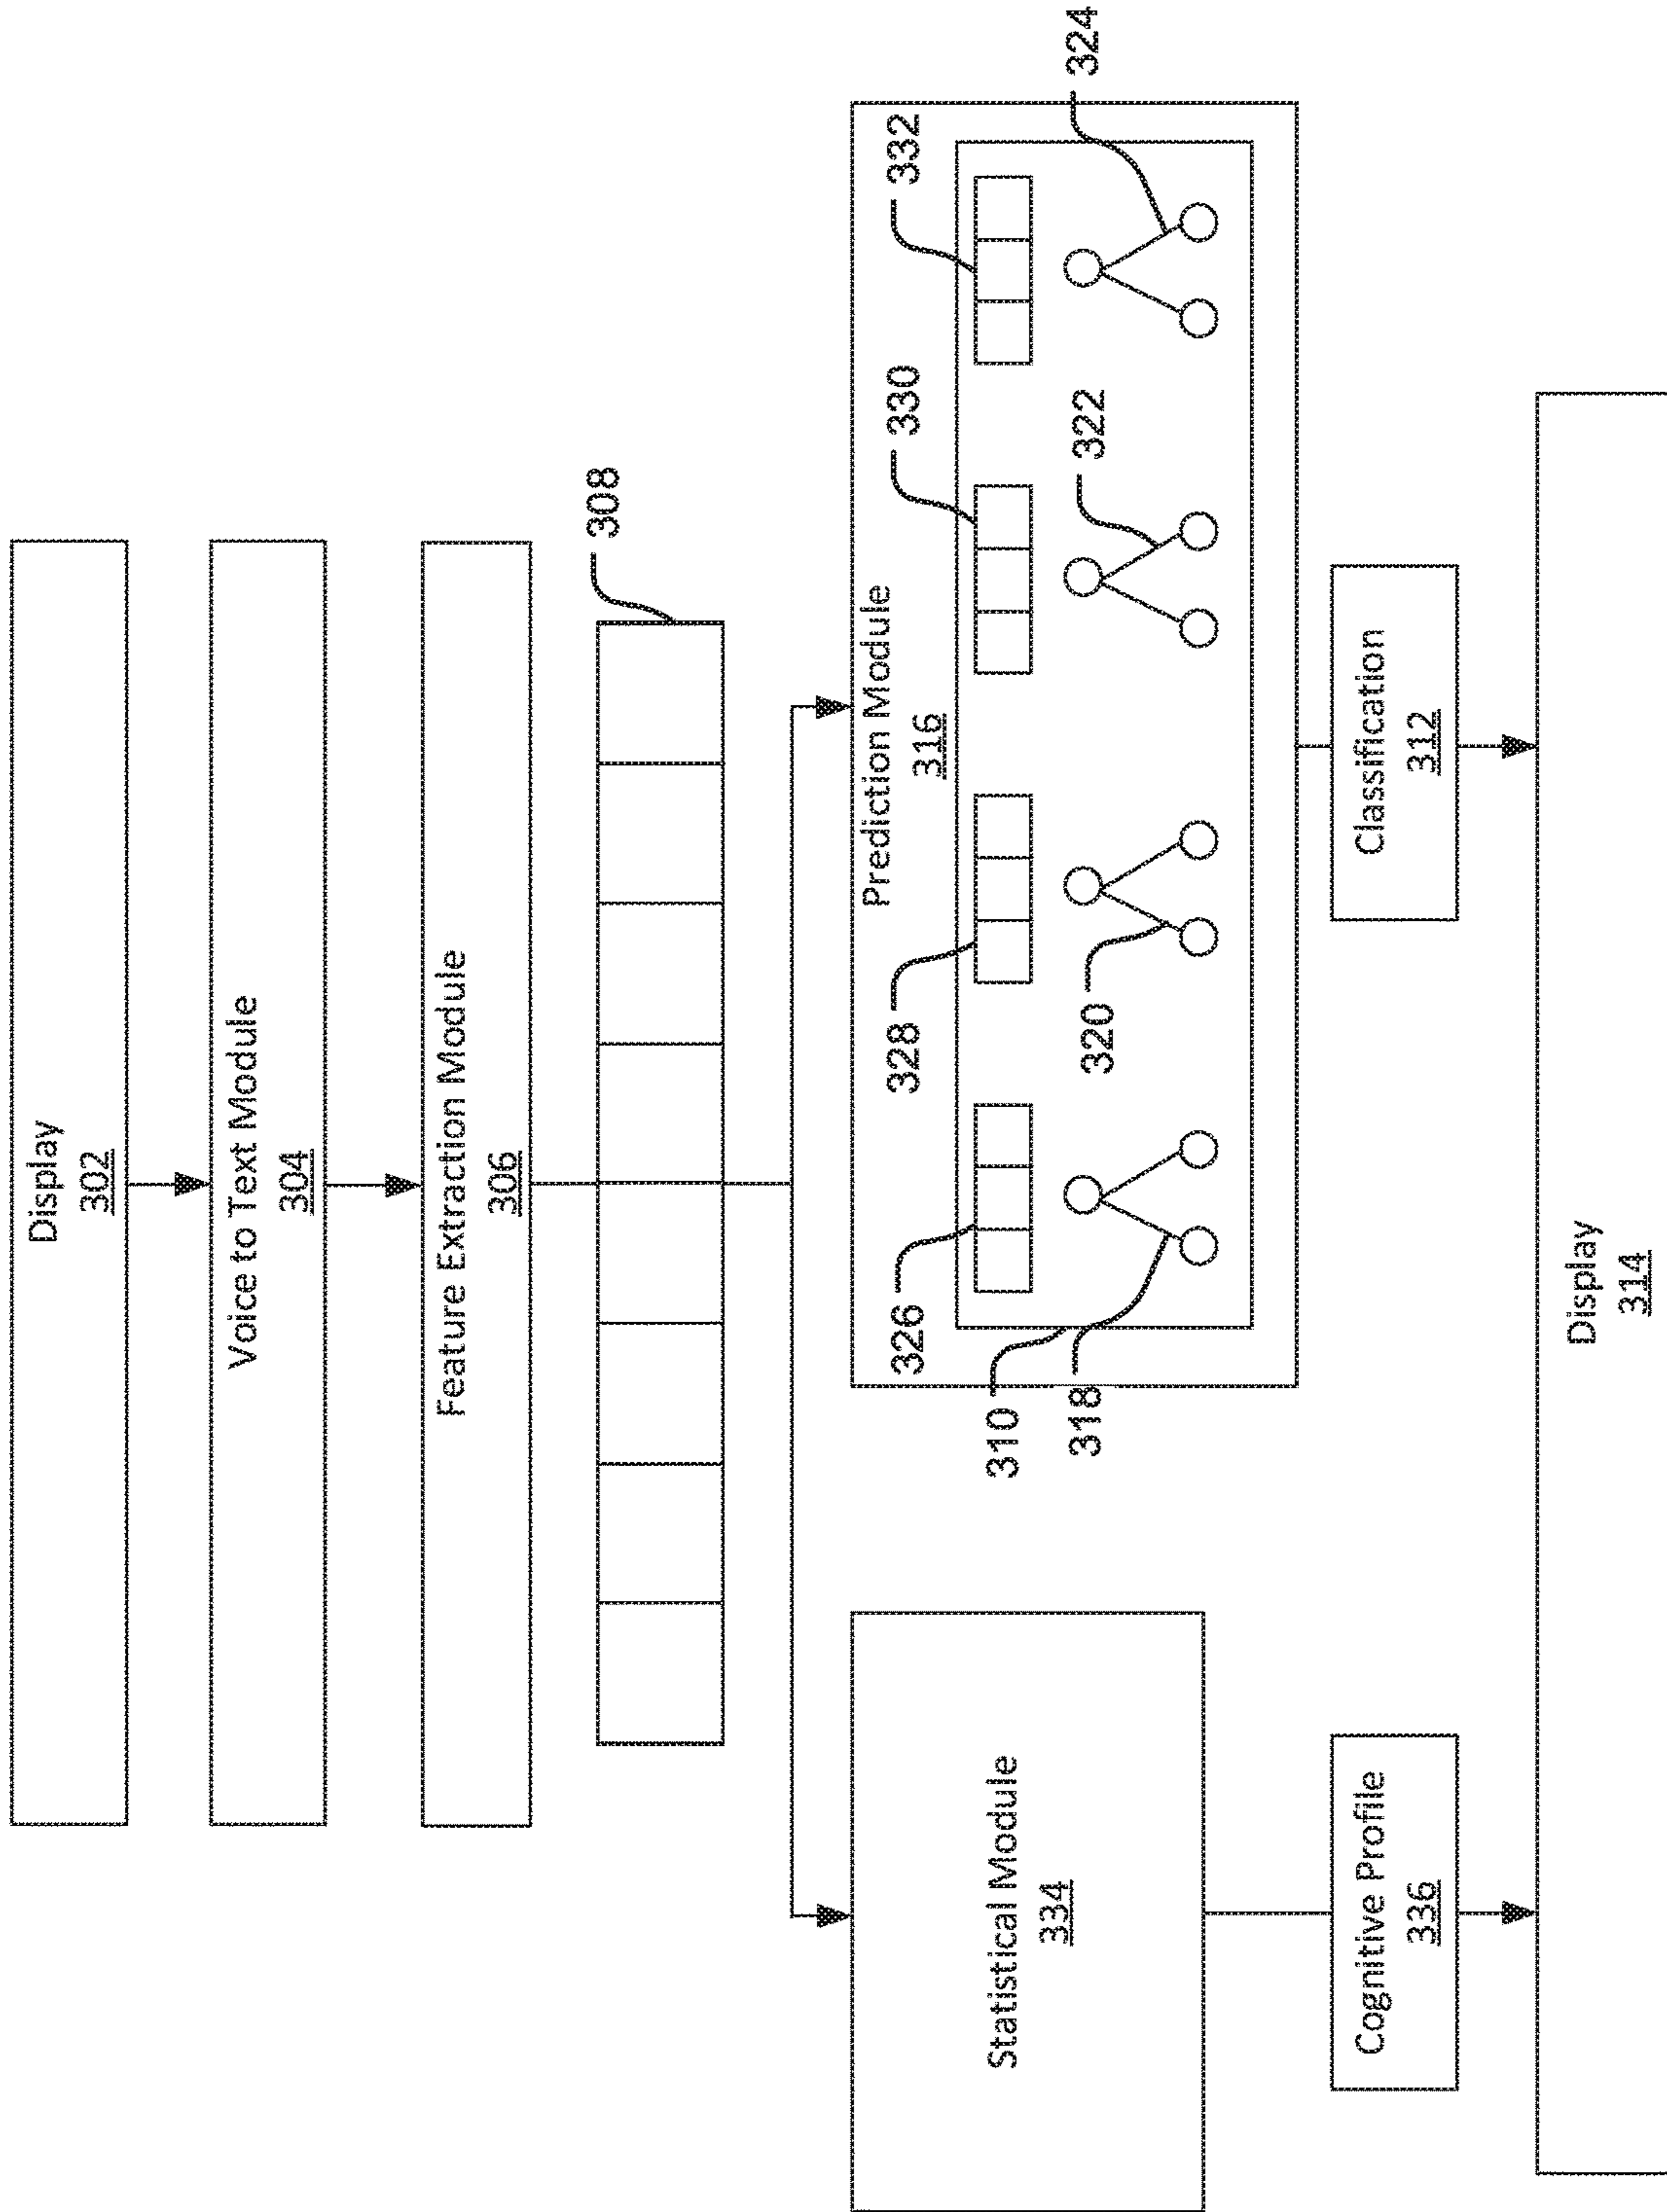 Display
302
Voice to Text Module
304
Feature Extraction Module
306
308
Statistical Module
334
Prediction Module
316
326
328
330
332
310
318
320
322
324
Cognitive Profile
336
Classification
312
Display
314